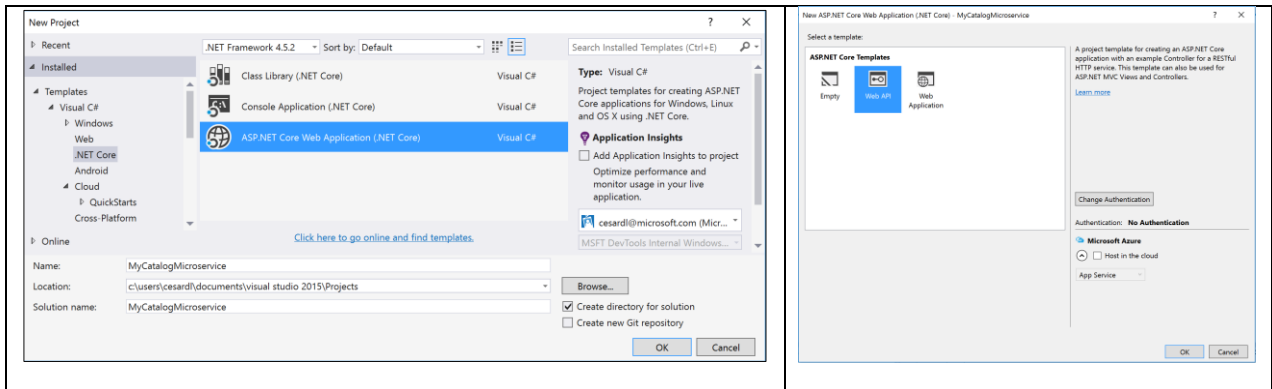 New Project
? ×
Recent
.NET Framework 4.5.2
Sort by: Default
Search Installed Templates (Ctrl+E)
Installed
Templates
Visual C#
Windows
Web
.NET Core
Android
Cloud
QuickStarts
Cross-Platform
Online
Class Library (.NET Core) Visual C#
Console Application (.NET Core) Visual C#
ASP.NET Core Web Application (.NET Core) Visual C#
Click here to go online and find templates.
Type: Visual C#
Project templates for creating ASP.NET
Core applications for Windows, Linux
and OS X using .NET Core.
Application Insights
Add Application Insights to project
Optimize performance and
monitor usage in your live
application.
cesardl@microsoft.com (Micr...
MSFT DevTools Internal Windows...
Name: MyCatalogMicroservice
Location: c:\users\cesardl\documents\visual studio 2015\Projects
Browse...
Solution name: MyCatalogMicroservice
Create directory for solution
Create new Git repository
OK Cancel
New ASP.NET Core Web Application (.NET Core) - MyCatalogMicroservice
? ×
Select a template:
ASP.NET Core Templates
Empty
Web API
Web
Application
A project template for creating an ASP.NET Core
application with an example Controller for a RESTful
HTTP service. This template can also be used for
ASP.NET MVC Views and Controllers.
Learn more
Change Authentication
Authentication: No Authentication
Microsoft Azure
Host in the cloud
App Service
OK Cancel